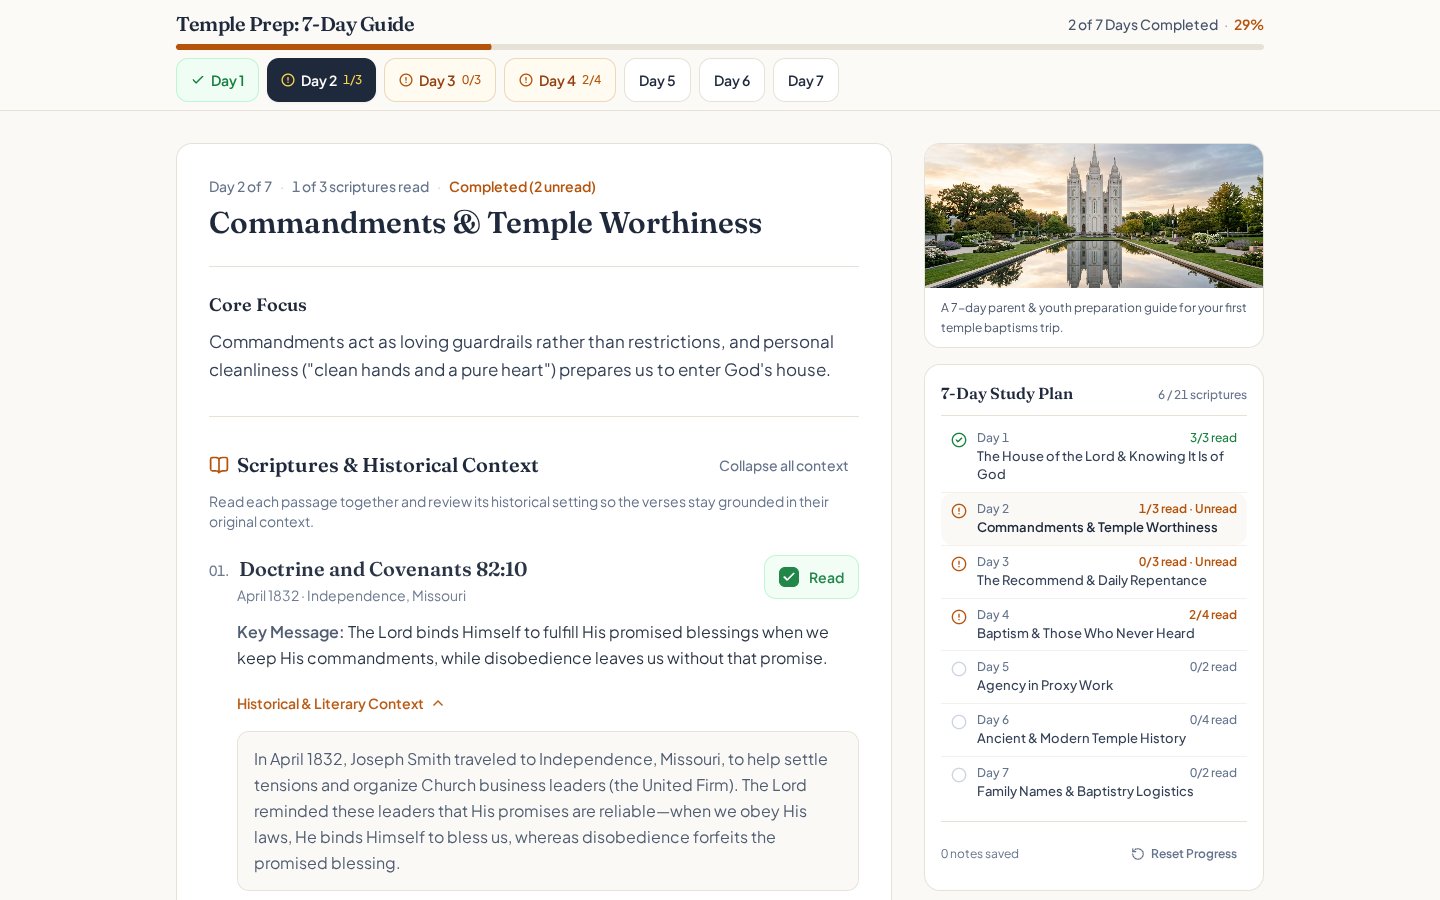 Temple Prep: 7-Day Guide
2 of 7 Days Completed · 29%
Day 1
Day 2 1/3
Day 3 0/3
Day 4 2/4
Day 5
Day 6
Day 7
Day 2 of 7 · 1 of 3 scriptures read · Completed (2 unread)
Commandments & Temple Worthiness
Core Focus
Commandments act as loving guardrails rather than restrictions, and personal
cleanliness ("clean hands and a pure heart") prepares us to enter God's house.
Scriptures & Historical Context
Collapse all context
Read each passage together and review its historical setting so the verses stay grounded in their
original context.
01. Doctrine and Covenants 82:10
April 1832 · Independence, Missouri
Read
Key Message: The Lord binds Himself to fulfill His promised blessings when we
keep His commandments, while disobedience leaves us without that promise.
Historical & Literary Context
In April 1832, Joseph Smith traveled to Independence, Missouri, to help settle
tensions and organize Church business leaders (the United Firm). The Lord
reminded these leaders that His promises are reliable—when we obey His
laws, He binds Himself to bless us, whereas disobedience forfeits the
promised blessing.
A 7-day parent & youth preparation guide for your first
temple baptisms trip.
7-Day Study Plan
6 / 21 scriptures
Day 1
3/3 read
The House of the Lord & Knowing It Is of
God
Day 2
1/3 read · Unread
Commandments & Temple Worthiness
Day 3
0/3 read · Unread
The Recommend & Daily Repentance
Day 4
2/4 read
Baptism & Those Who Never Heard
Day 5
0/2 read
Agency in Proxy Work
Day 6
0/4 read
Ancient & Modern Temple History
Day 7
0/2 read
Family Names & Baptistry Logistics
0 notes saved
Reset Progress